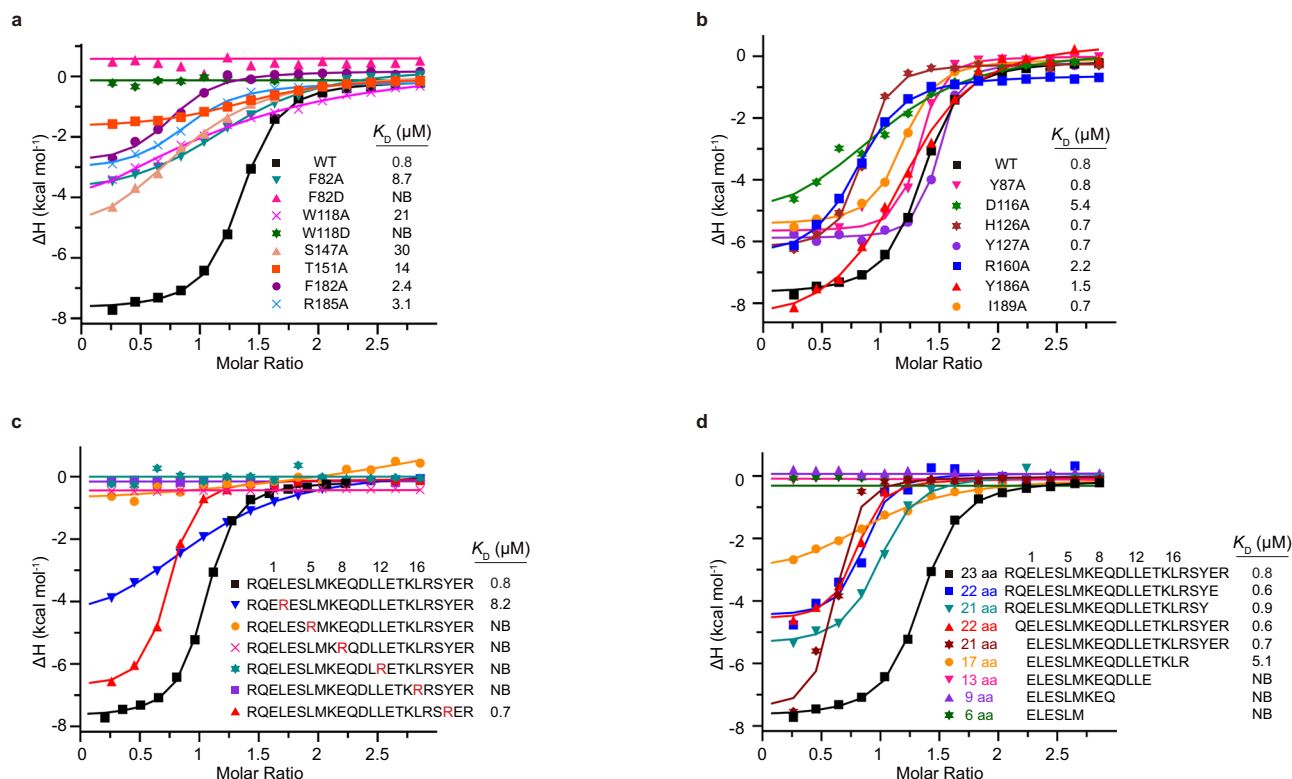 a
0
-2
-4
-6
-8
ΔH (kcal mol⁻¹)
0 0.5 1 1.5 2 2.5
Molar Ratio
K_D (μM)
WT 0.8
F82A 8.7
F82D NB
W118A 21
W118D NB
S147A 30
T151A 14
F182A 2.4
R185A 3.1
b
0
-2
-4
-6
-8
ΔH (kcal mol⁻¹)
0 0.5 1 1.5 2 2.5
Molar Ratio
K_D (μM)
WT 0.8
Y87A 0.8
D116A 5.4
H126A 0.7
Y127A 0.7
R160A 2.2
Y186A 1.5
I189A 0.7
c
0
-2
-4
-6
-8
ΔH (kcal mol⁻¹)
0 0.5 1 1.5 2 2.5
Molar Ratio
K_D (μM)
1 5 8 12 16
RQELESLMKEQDLLETKLRSYER 0.8
RQERESLMKEQDLLETKLRSYER 8.2
RQELESRMKEQDLLETKLRSYER NB
RQELESLMKRQDLLETKLRSYER NB
RQELESLMKEQDLRETKLRSYER NB
RQELESLMKEQDLLETKRRSYER NB
RQELESLMKEQDLLETKLRSRER 0.7
d
0
-2
-4
-6
-8
ΔH (kcal mol⁻¹)
0 0.5 1 1.5 2 2.5
Molar Ratio
K_D (μM)
1 5 8 12 16
23 aa RQELESLMKEQDLLETKLRSYER 0.8
22 aa RQELESLMKEQDLLETKLRSYE 0.6
21 aa RQELESLMKEQDLLETKLRSY 0.9
22 aa QELESLMKEQDLLETKLRSYER 0.6
21 aa ELESLMKEQDLLETKLRSYER 0.7
17 aa ELESLMKEQDLLETKLR 5.1
13 aa ELESLMKEQDLLE NB
9 aa ELESLMKEQ NB
6 aa ELESLM NB